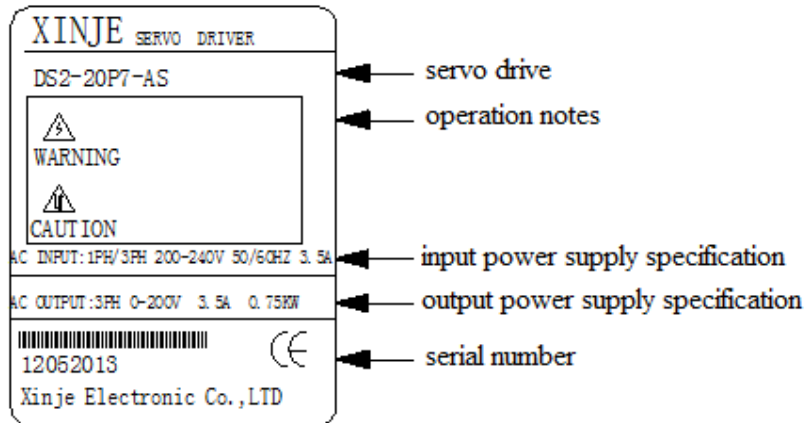 XINJE SERVO DRIVER
DS2-20P7-AS
servo drive
operation notes
WARNING
CAUTION
AC INPUT:1PH/3PH 200-240V 50/60HZ 3.5A
input power supply specification
AC OUTPUT:3PH 0-200V 3.5A 0.75KW
output power supply specification
CE
serial number
12052013
Xinje Electronic Co.,LTD